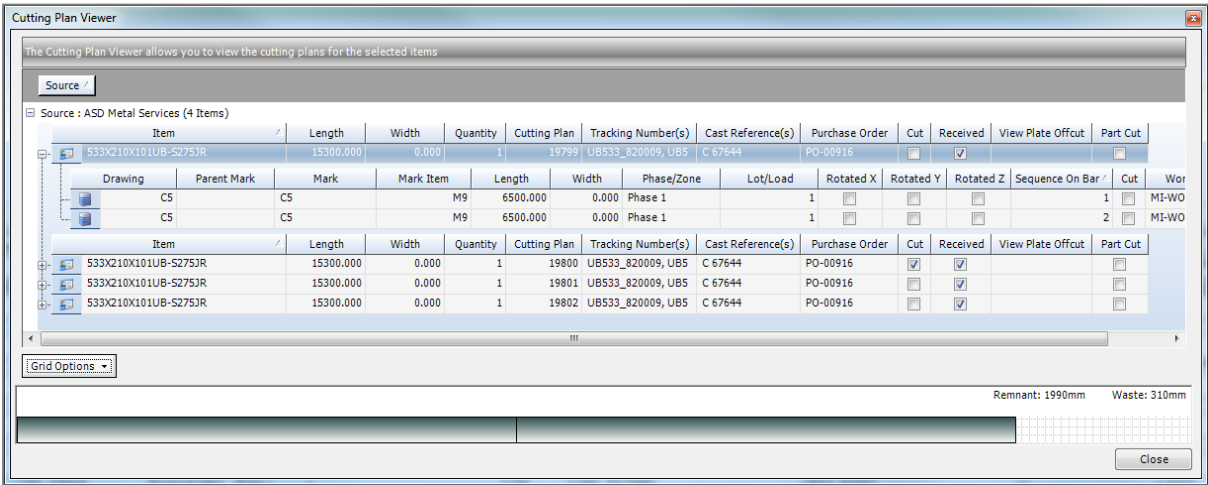 Cutting Plan Viewer
The Cutting Plan Viewer allows you to view the cutting plans for the selected items
Source
Source : ASD Metal Services (4 Items)
Item Length Width Quantity Cutting Plan Tracking Number(s) Cast Reference(s) Purchase Order Cut Received View Plate Offcut Part Cut
533X210X101UB-S275JR 15300.000 0.000 1 19799 UB533_820009, UB5 C 67644 PO-00916
Drawing Parent Mark Mark Mark Item Length Width Phase/Zone Lot/Load Rotated X Rotated Y Rotated Z Sequence On Bar Cut Wor
C5 C5 M9 6500.000 0.000 Phase 1 1 1 MI-WO
C5 C5 M9 6500.000 0.000 Phase 1 1 2 MI-WO
Item Length Width Quantity Cutting Plan Tracking Number(s) Cast Reference(s) Purchase Order Cut Received View Plate Offcut Part Cut
533X210X101UB-S275JR 15300.000 0.000 1 19800 UB533_820009, UB5 C 67644 PO-00916
533X210X101UB-S275JR 15300.000 0.000 1 19801 UB533_820009, UB5 C 67644 PO-00916
533X210X101UB-S275JR 15300.000 0.000 1 19802 UB533_820009, UB5 C 67644 PO-00916
Grid Options
Remnant: 1990mm Waste: 310mm
Close